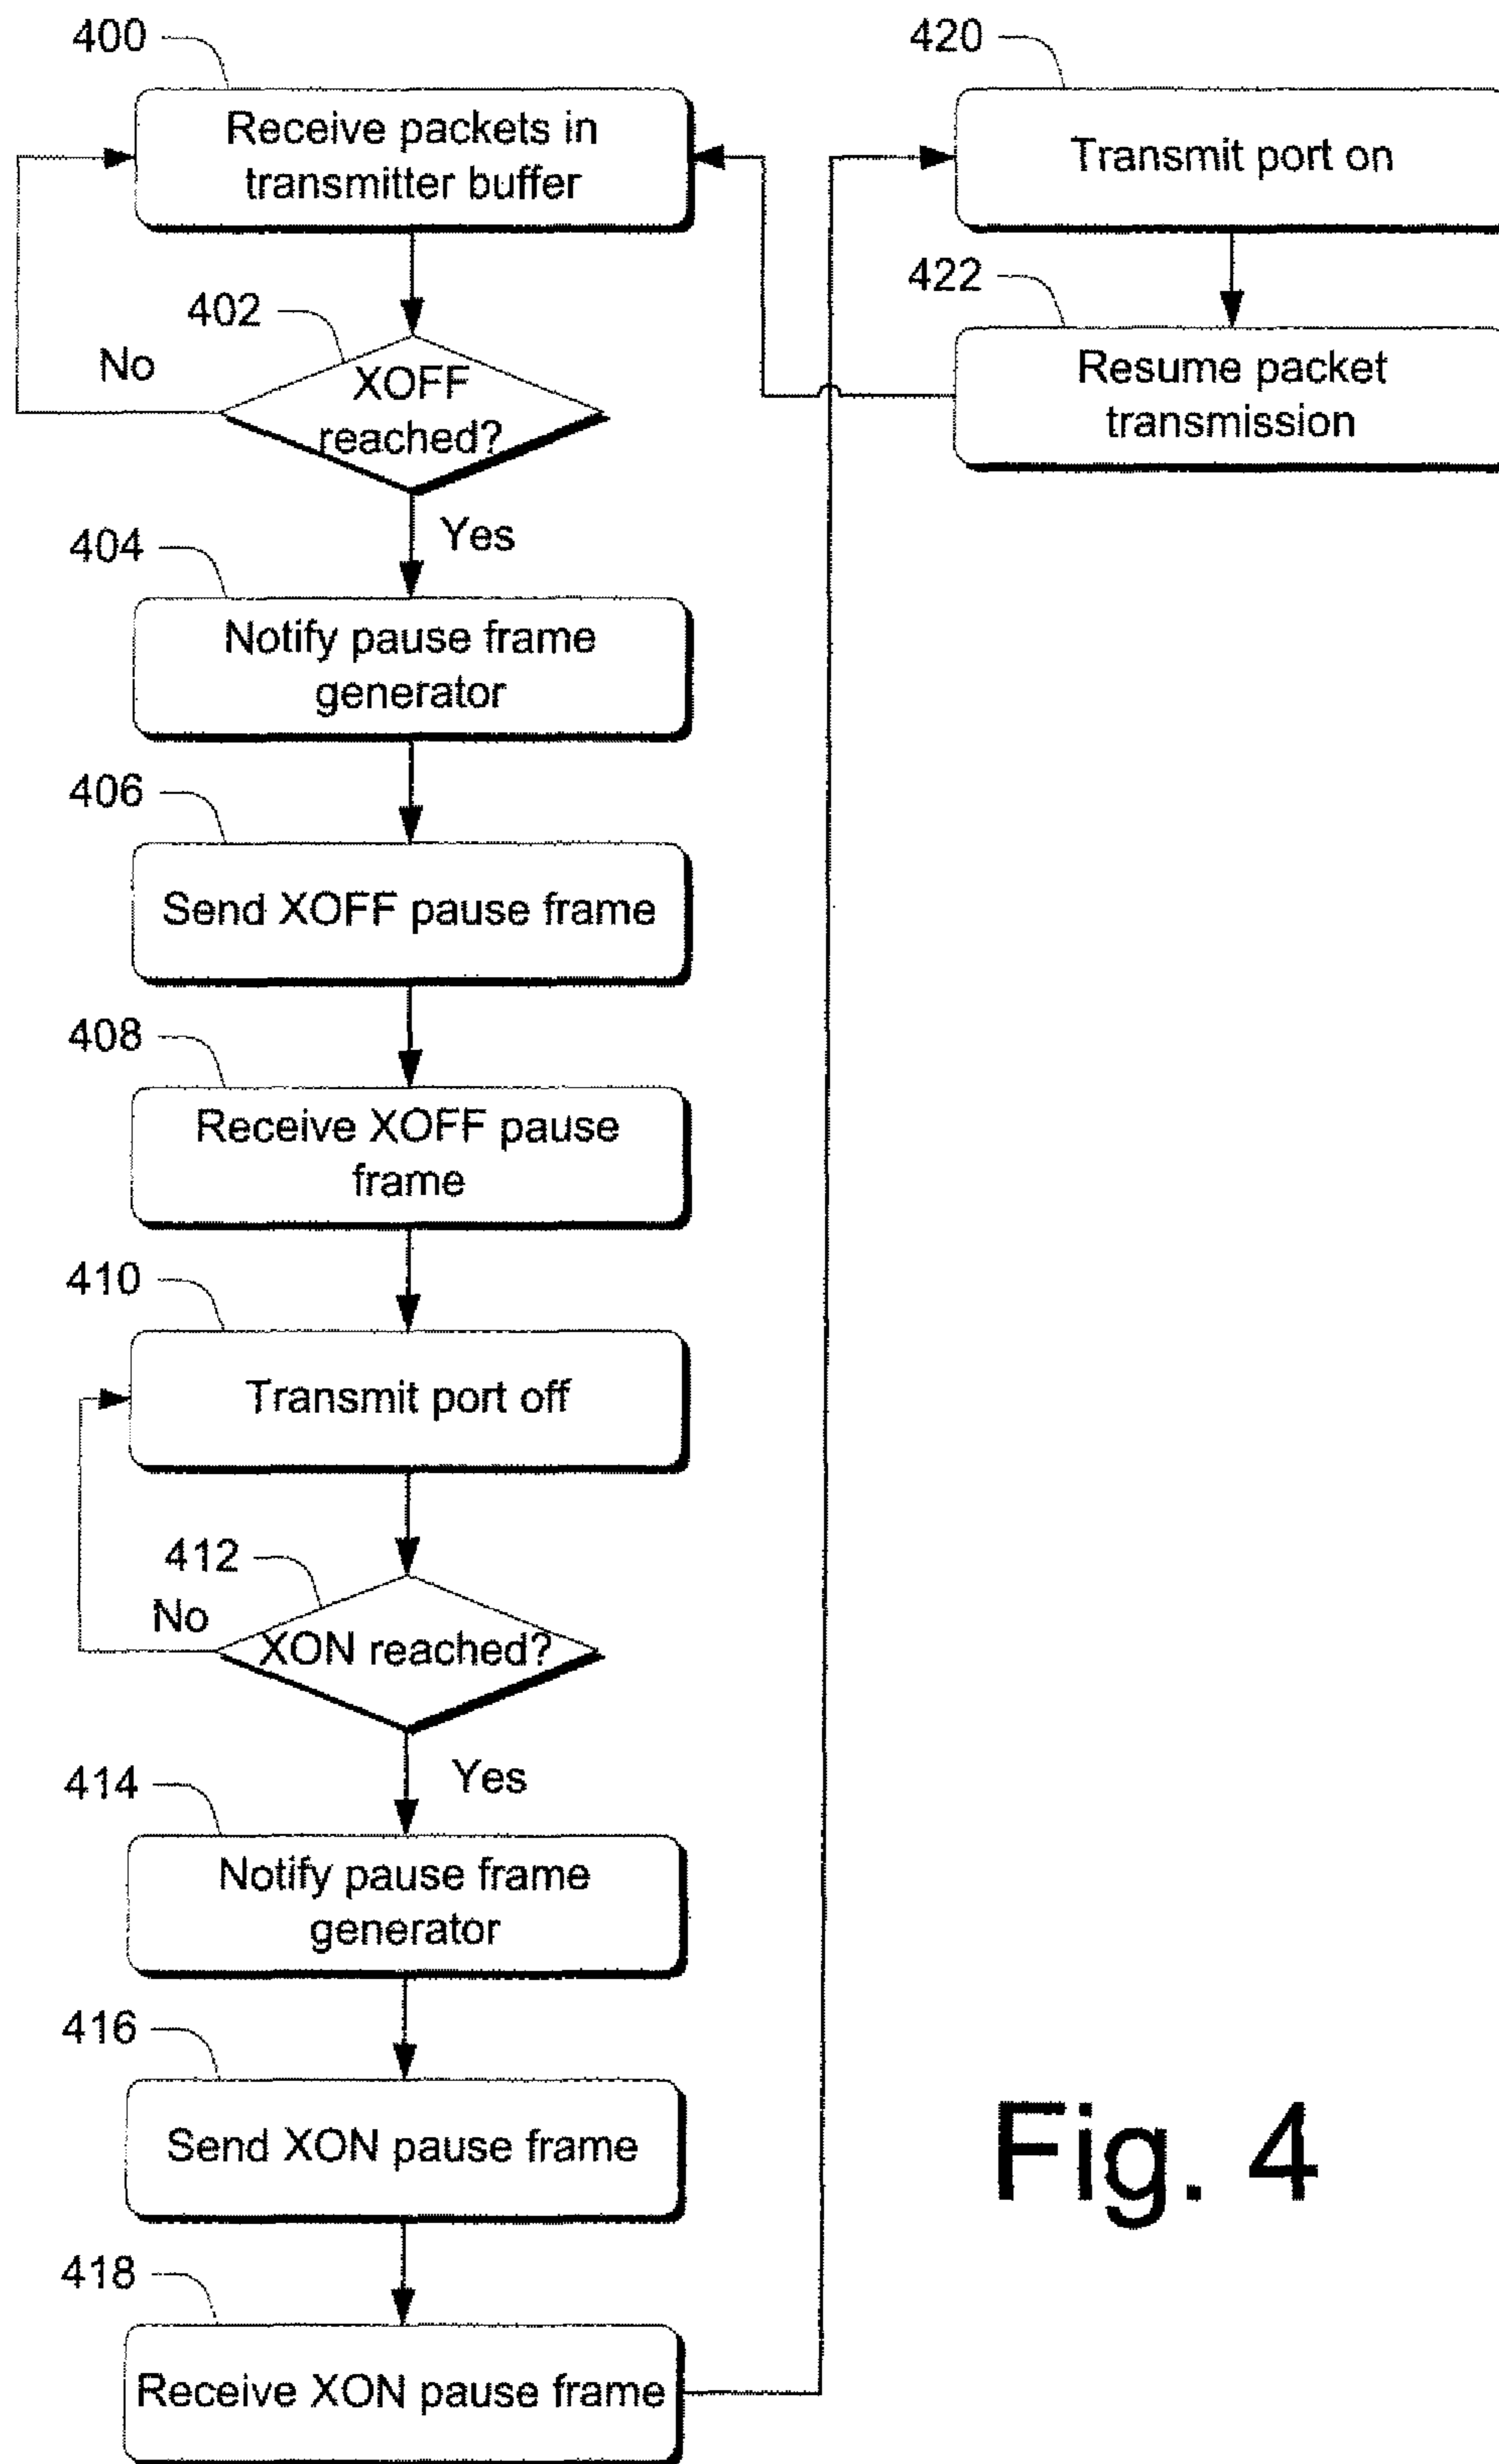 400
Receive packets in
transmitter buffer
402
No
XOFF
reached?
Yes
404
Notify pause frame
generator
406
Send XOFF pause frame
408
Receive XOFF pause
frame
410
Transmit port off
412
No
XON reached?
Yes
414
Notify pause frame
generator
416
Send XON pause frame
418
Receive XON pause frame
420
Transmit port on
422
Resume packet
transmission
Fig. 4